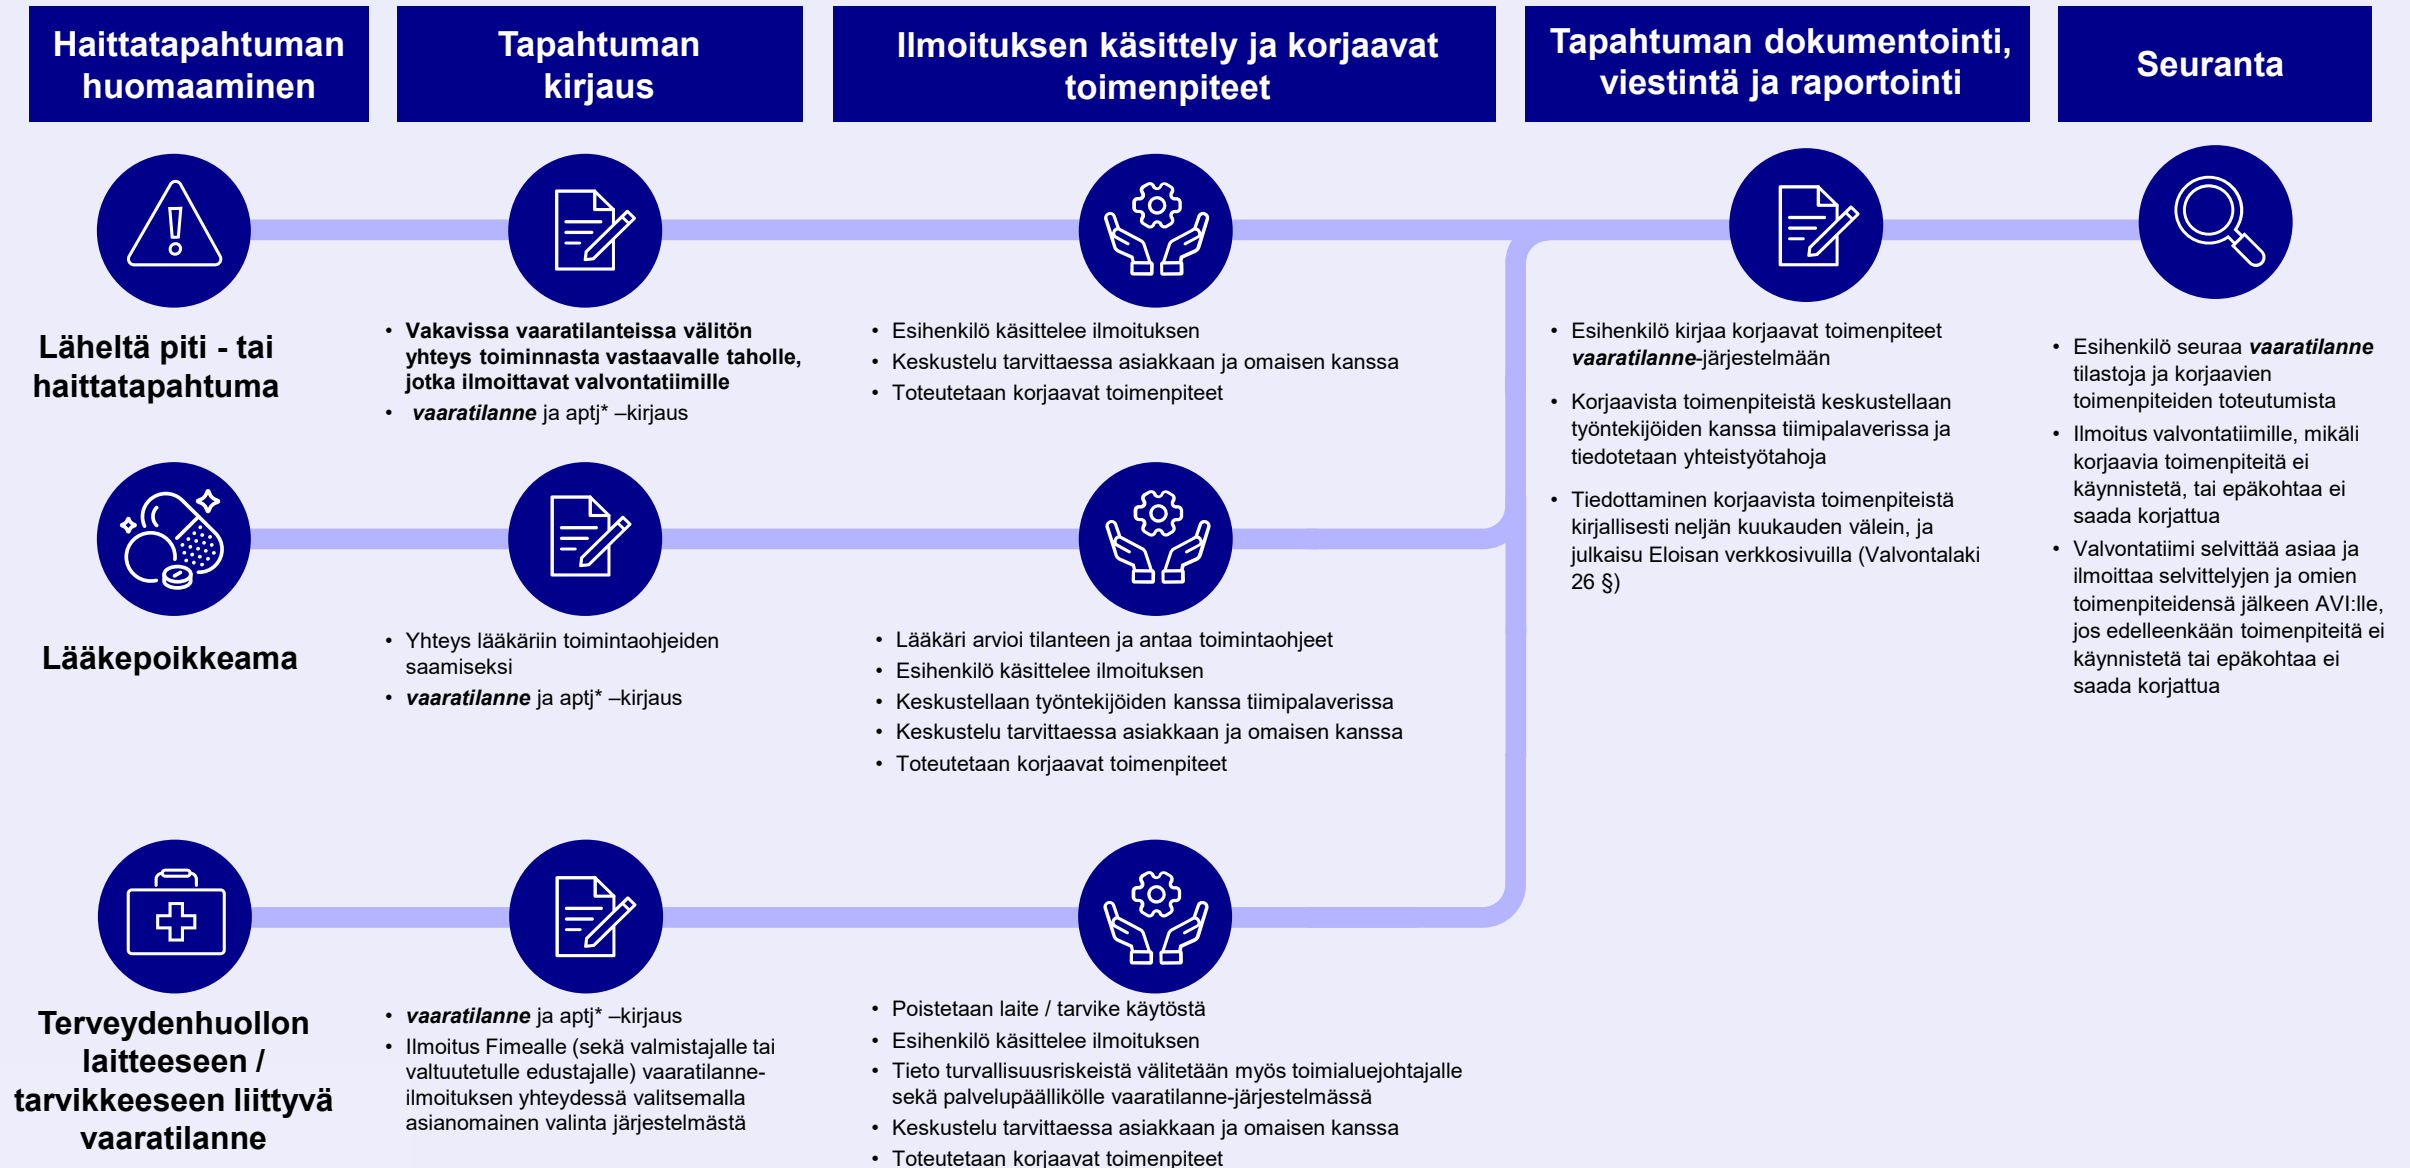 Haittatapahtuman
huomaaminen
Tapahtuman
kirjaus
Ilmoituksen käsittely ja korjaavat
toimenpiteet
Tapahtuman dokumentointi,
viestintä ja raportointi
Seuranta
Läheltä piti - tai
haittatapahtuma
• Vakavissa vaaratilanteissa välitön
yhteys toiminnasta vastaavalle taholle,
jotka ilmoittavat valvontatiimille
• vaaratilanne ja aptj* –kirjaus
• Esihenkilö käsittelee ilmoituksen
• Keskustelu tarvittaessa asiakkaan ja omaisen kanssa
• Toteutetaan korjaavat toimenpiteet
• Esihenkilö kirjaa korjaavat toimenpiteet
vaaratilanne-järjestelmään
• Korjaavista toimenpiteistä keskustellaan
työntekijöiden kanssa tiimipalaverissa ja
tiedotetaan yhteistyötahoja
• Tiedottaminen korjaavista toimenpiteistä
kirjallisesti neljän kuukauden välein, ja
julkaisu Eloisan verkkosivuilla (Valvontalaki
26 §)
• Esihenkilö seuraa vaaratilanne
tilastoja ja korjaavien
toimenpiteiden toteutumista
• Ilmoitus valvontatiimille, mikäli
korjaavia toimenpiteitä ei
käynnistetä, tai epäkohtaa ei
saada korjattua
• Valvontatiimi selvittää asiaa ja
ilmoittaa selvittelyjen ja omien
toimenpiteidensä jälkeen AVI:lle,
jos edelleenkään toimenpiteitä ei
käynnistetä tai epäkohtaa ei
saada korjattua
Lääkepoikkeama
• Yhteys lääkäriin toimintaohjeiden
saamiseksi
• vaaratilanne ja aptj* –kirjaus
• Lääkäri arvioi tilanteen ja antaa toimintaohjeet
• Esihenkilö käsittelee ilmoituksen
• Keskustellaan työntekijöiden kanssa tiimipalaverissa
• Keskustelu tarvittaessa asiakkaan ja omaisen kanssa
• Toteutetaan korjaavat toimenpiteet
Terveydenhuollon
laitteeseen /
tarvikkeeseen liittyvä
vaaratilanne
• vaaratilanne ja aptj* –kirjaus
• Ilmoitus Fimealle (sekä valmistajalle tai
valtuutetulle edustajalle) vaaratilanne-
ilmoituksen yhteydessä valitsemalla
asianomainen valinta järjestelmästä
• Poistetaan laite / tarvike käytöstä
• Esihenkilö käsittelee ilmoituksen
• Tieto turvallisuusriskeistä välitetään myös toimialuejohtajalle
sekä palvelupäällikölle vaaratilanne-järjestelmässä
• Keskustelu tarvittaessa asiakkaan ja omaisen kanssa
• Toteutetaan korjaavat toimenpiteet